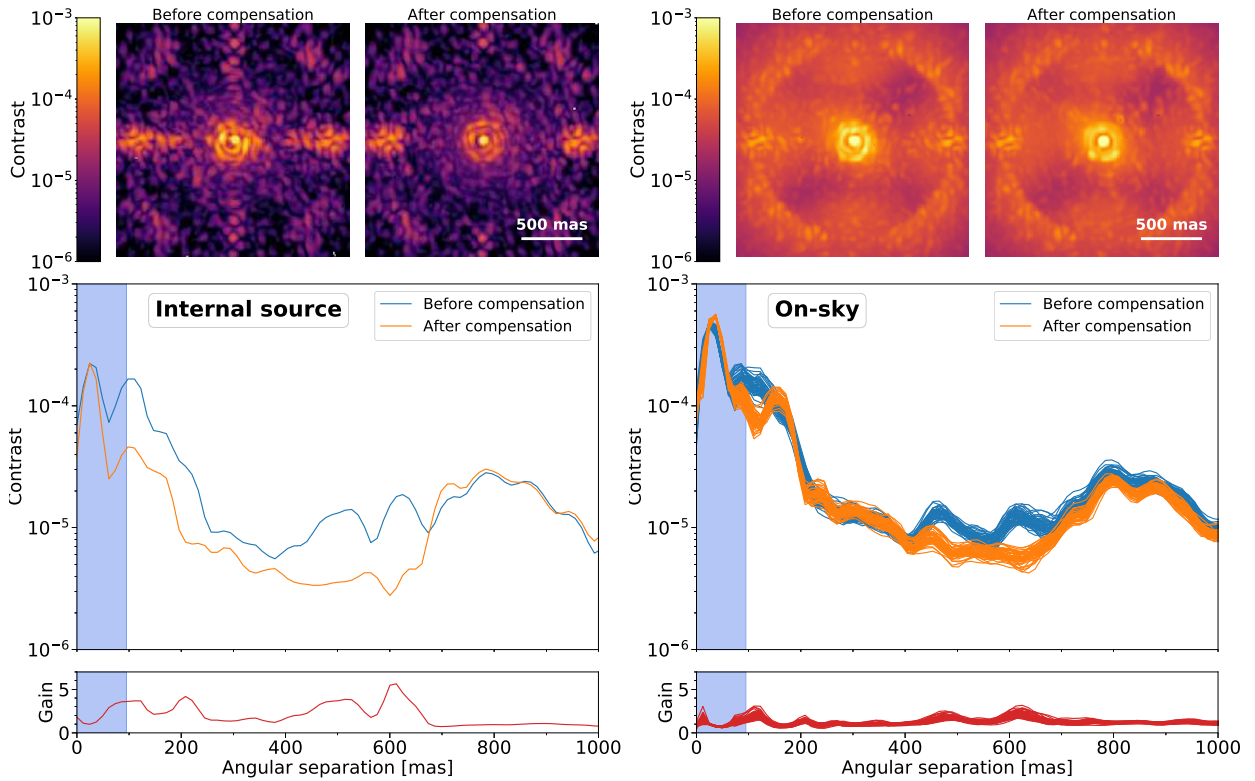 Before compensation After compensation Before compensation After compensation
10⁻³ 10⁻³
10⁻⁴ 10⁻⁴
Contrast Contrast
10⁻⁵ 10⁻⁵
500 mas 500 mas
10⁻⁶ 10⁻⁶
10⁻³ 10⁻³
Internal source Before compensation On-sky Before compensation
After compensation After compensation
10⁻⁴ 10⁻⁴
Contrast Contrast
10⁻⁵ 10⁻⁵
10⁻⁶ 10⁻⁶
5 5
Gain Gain
0 0
0 200 400 600 800 1000 0 200 400 600 800 1000
Angular separation [mas] Angular separation [mas]